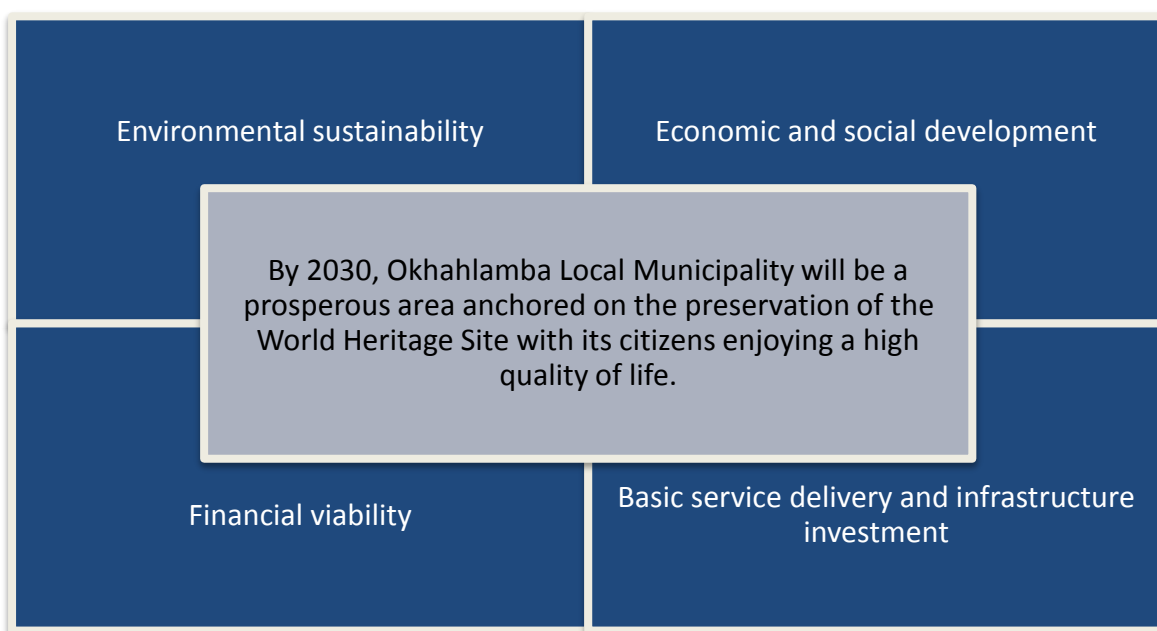 Environmental sustainability
Economic and social development
By 2030, Okhahlamba Local Municipality will be a
prosperous area anchored on the preservation of the
World Heritage Site with its citizens enjoying a high
quality of life.
Financial viability
Basic service delivery and infrastructure
investment